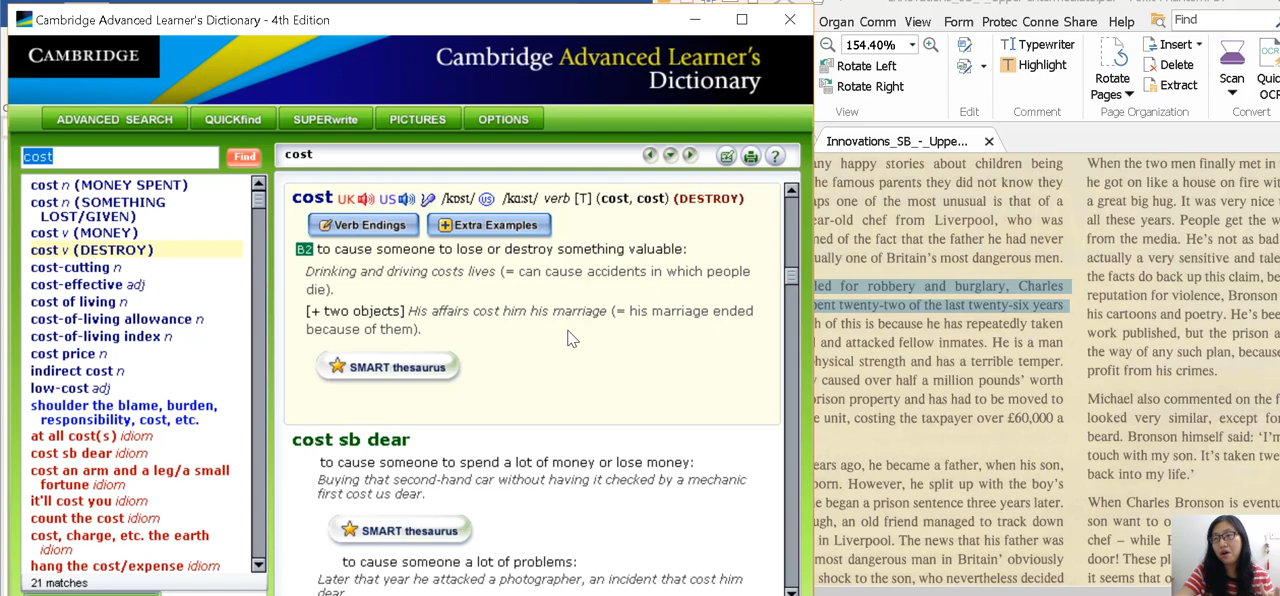 Cambridge Advanced Learner's Dictionary - 4th Edition
CAMBRIDGE
Cambridge Advanced Learner's
Dictionary
ADVANCED SEARCH
QUICKfind
SUPERwrite
PICTURES
OPTIONS
cost
Find
cost
cost n (MONEY SPENT)
cost n (SOMETHING
LOST/GIVEN)
cost v (MONEY)
cost v (DESTROY)
cost-cutting n
cost-effective adj
cost of living n
cost-of-living allowance n
cost-of-living index n
cost price n
indirect cost n
low-cost adj
shoulder the blame, burden,
responsibility, cost, etc.
at all cost(s) idiom
cost sb dear idiom
cost an arm and a leg/a small
fortune idiom
it'll cost you idiom
count the cost idiom
cost, charge, etc. the earth
idiom
hang the cost/expense idiom
21 matches
cost UK US /kɒst/ US /kɑːst/ verb [T] (cost, cost) (DESTROY)
Verb Endings
Extra Examples
B2 to cause someone to lose or destroy something valuable:
Drinking and driving costs lives (= can cause accidents in which people
die).
[+ two objects] His affairs cost him his marriage (= his marriage ended
because of them).
SMART thesaurus
cost sb dear
to cause someone to spend a lot of money or lose money:
Buying that second-hand car without having it checked by a mechanic
first cost us dear.
SMART thesaurus
to cause someone a lot of problems:
Later that year he attacked a photographer, an incident that cost him
dear.
Organ Comm View Form Protec Conne Share Help Find
154.40%
Rotate Left
Rotate Right
View
Edit
Typewriter
Highlight
Comment
Rotate
Pages
Insert
Delete
Extract
Page Organization
Scan
Quic
OCR
Convert
Innovations_SB_-_Uppe...
any happy stories about children being
he famous parents they did not know they
aps one of the most unusual is that of a
ear-old chef from Liverpool, who was
ned of the fact that the father he had never
ually one of Britain's most dangerous men.
led for robbery and burglary, Charles
pent twenty-two of the last twenty-six years
h of this is because he has repeatedly taken
and attacked fellow inmates. He is a man
hysical strength and has a terrible temper.
y caused over half a million pounds' worth
prison property and has had to be moved to
e unit, costing the taxpayer over £60,000 a
ears ago, he became a father, when his son,
orn. However, he split up with the boy's
e began a prison sentence three years later.
ugh, an old friend managed to track down
in Liverpool. The news that his father was
most dangerous man in Britain' obviously
shock to the son, who nevertheless decided
When the two men finally met in
he got on like a house on fire wit
a great big hug. It was very nice t
all these years. People get the w
from the media. He's not as bad
actually a very sensitive and tale
the facts do back up this claim, be
reputation for violence, Bronson
his cartoons and poetry. He's no
work published, but the prison a
the way of any such plan, becaus
profit from his crimes.
Michael also commented on the f
looked very similar, except for
beard. Bronson himself said: 'I'm
touch with my son. It's taken twe
back into my life.'
When Charles Bronson is eventu
son want to o
chef – while
door! These p
it seems that o